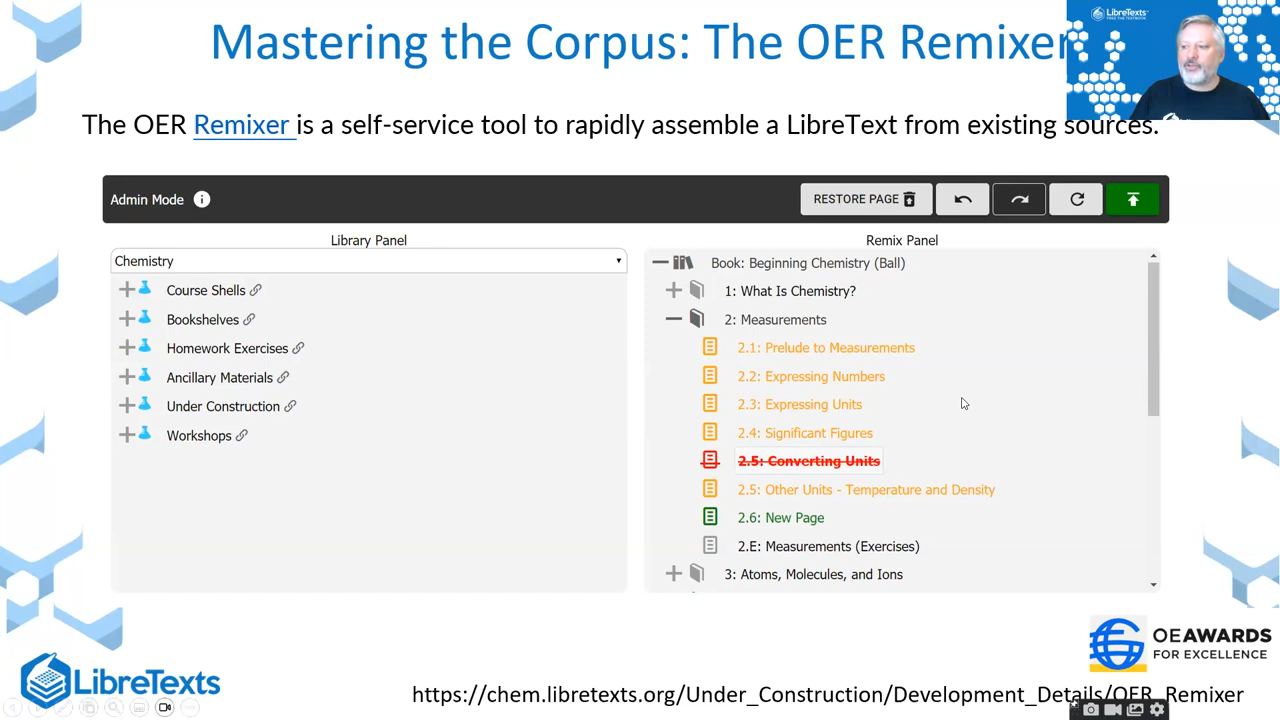 Mastering the Corpus: The OER Remixer
LibreTexts
FREE THE TEXTBOOK
The OER Remixer is a self-service tool to rapidly assemble a LibreText from existing sources.
Admin Mode
RESTORE PAGE
Library Panel
Chemistry
Course Shells
Bookshelves
Homework Exercises
Ancillary Materials
Under Construction
Workshops
Remix Panel
Book: Beginning Chemistry (Ball)
1: What Is Chemistry?
2: Measurements
2.1: Prelude to Measurements
2.2: Expressing Numbers
2.3: Expressing Units
2.4: Significant Figures
2.5: Converting Units
2.5: Other Units - Temperature and Density
2.6: New Page
2.E: Measurements (Exercises)
3: Atoms, Molecules, and Ions
OEAWARDS
FOR EXCELLENCE
LibreTexts
https://chem.libretexts.org/Under_Construction/Development_Details/OER_Remixer